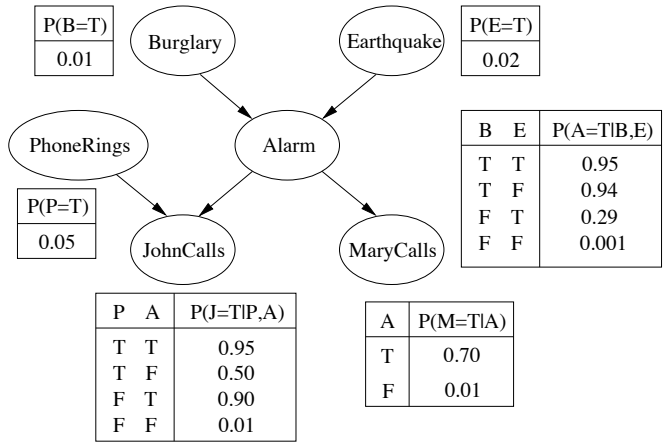 P(B=T)
0.01
Burglary
Earthquake
P(E=T)
0.02
PhoneRings
Alarm
P(P=T)
0.05
B E P(A=T|B,E)
T T 0.95
T F 0.94
F T 0.29
F F 0.001
JohnCalls
MaryCalls
P A P(J=T|P,A)
T T 0.95
T F 0.50
F T 0.90
F F 0.01
A P(M=T|A)
T 0.70
F 0.01